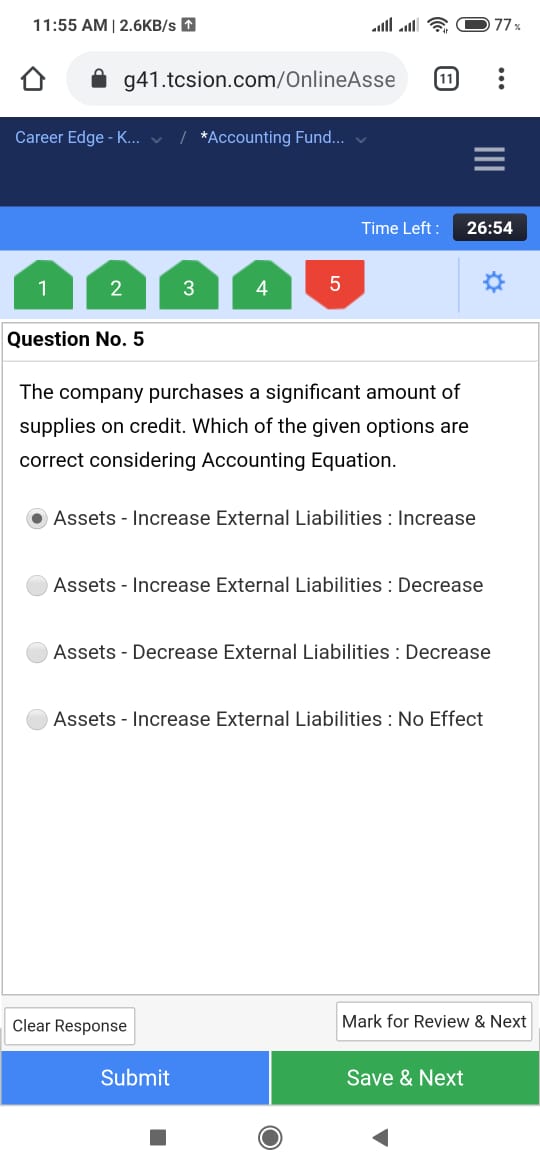 11:55 AM | 2.6KB/s
77%
g41.tcsion.com/OnlineAsse
11
Career Edge - K... / *Accounting Fund...
Time Left : 26:54
1 2 3 4 5
Question No. 5
The company purchases a significant amount of
supplies on credit. Which of the given options are
correct considering Accounting Equation.
Assets - Increase External Liabilities : Increase
Assets - Increase External Liabilities : Decrease
Assets - Decrease External Liabilities : Decrease
Assets - Increase External Liabilities : No Effect
Clear Response
Mark for Review & Next
Submit
Save & Next